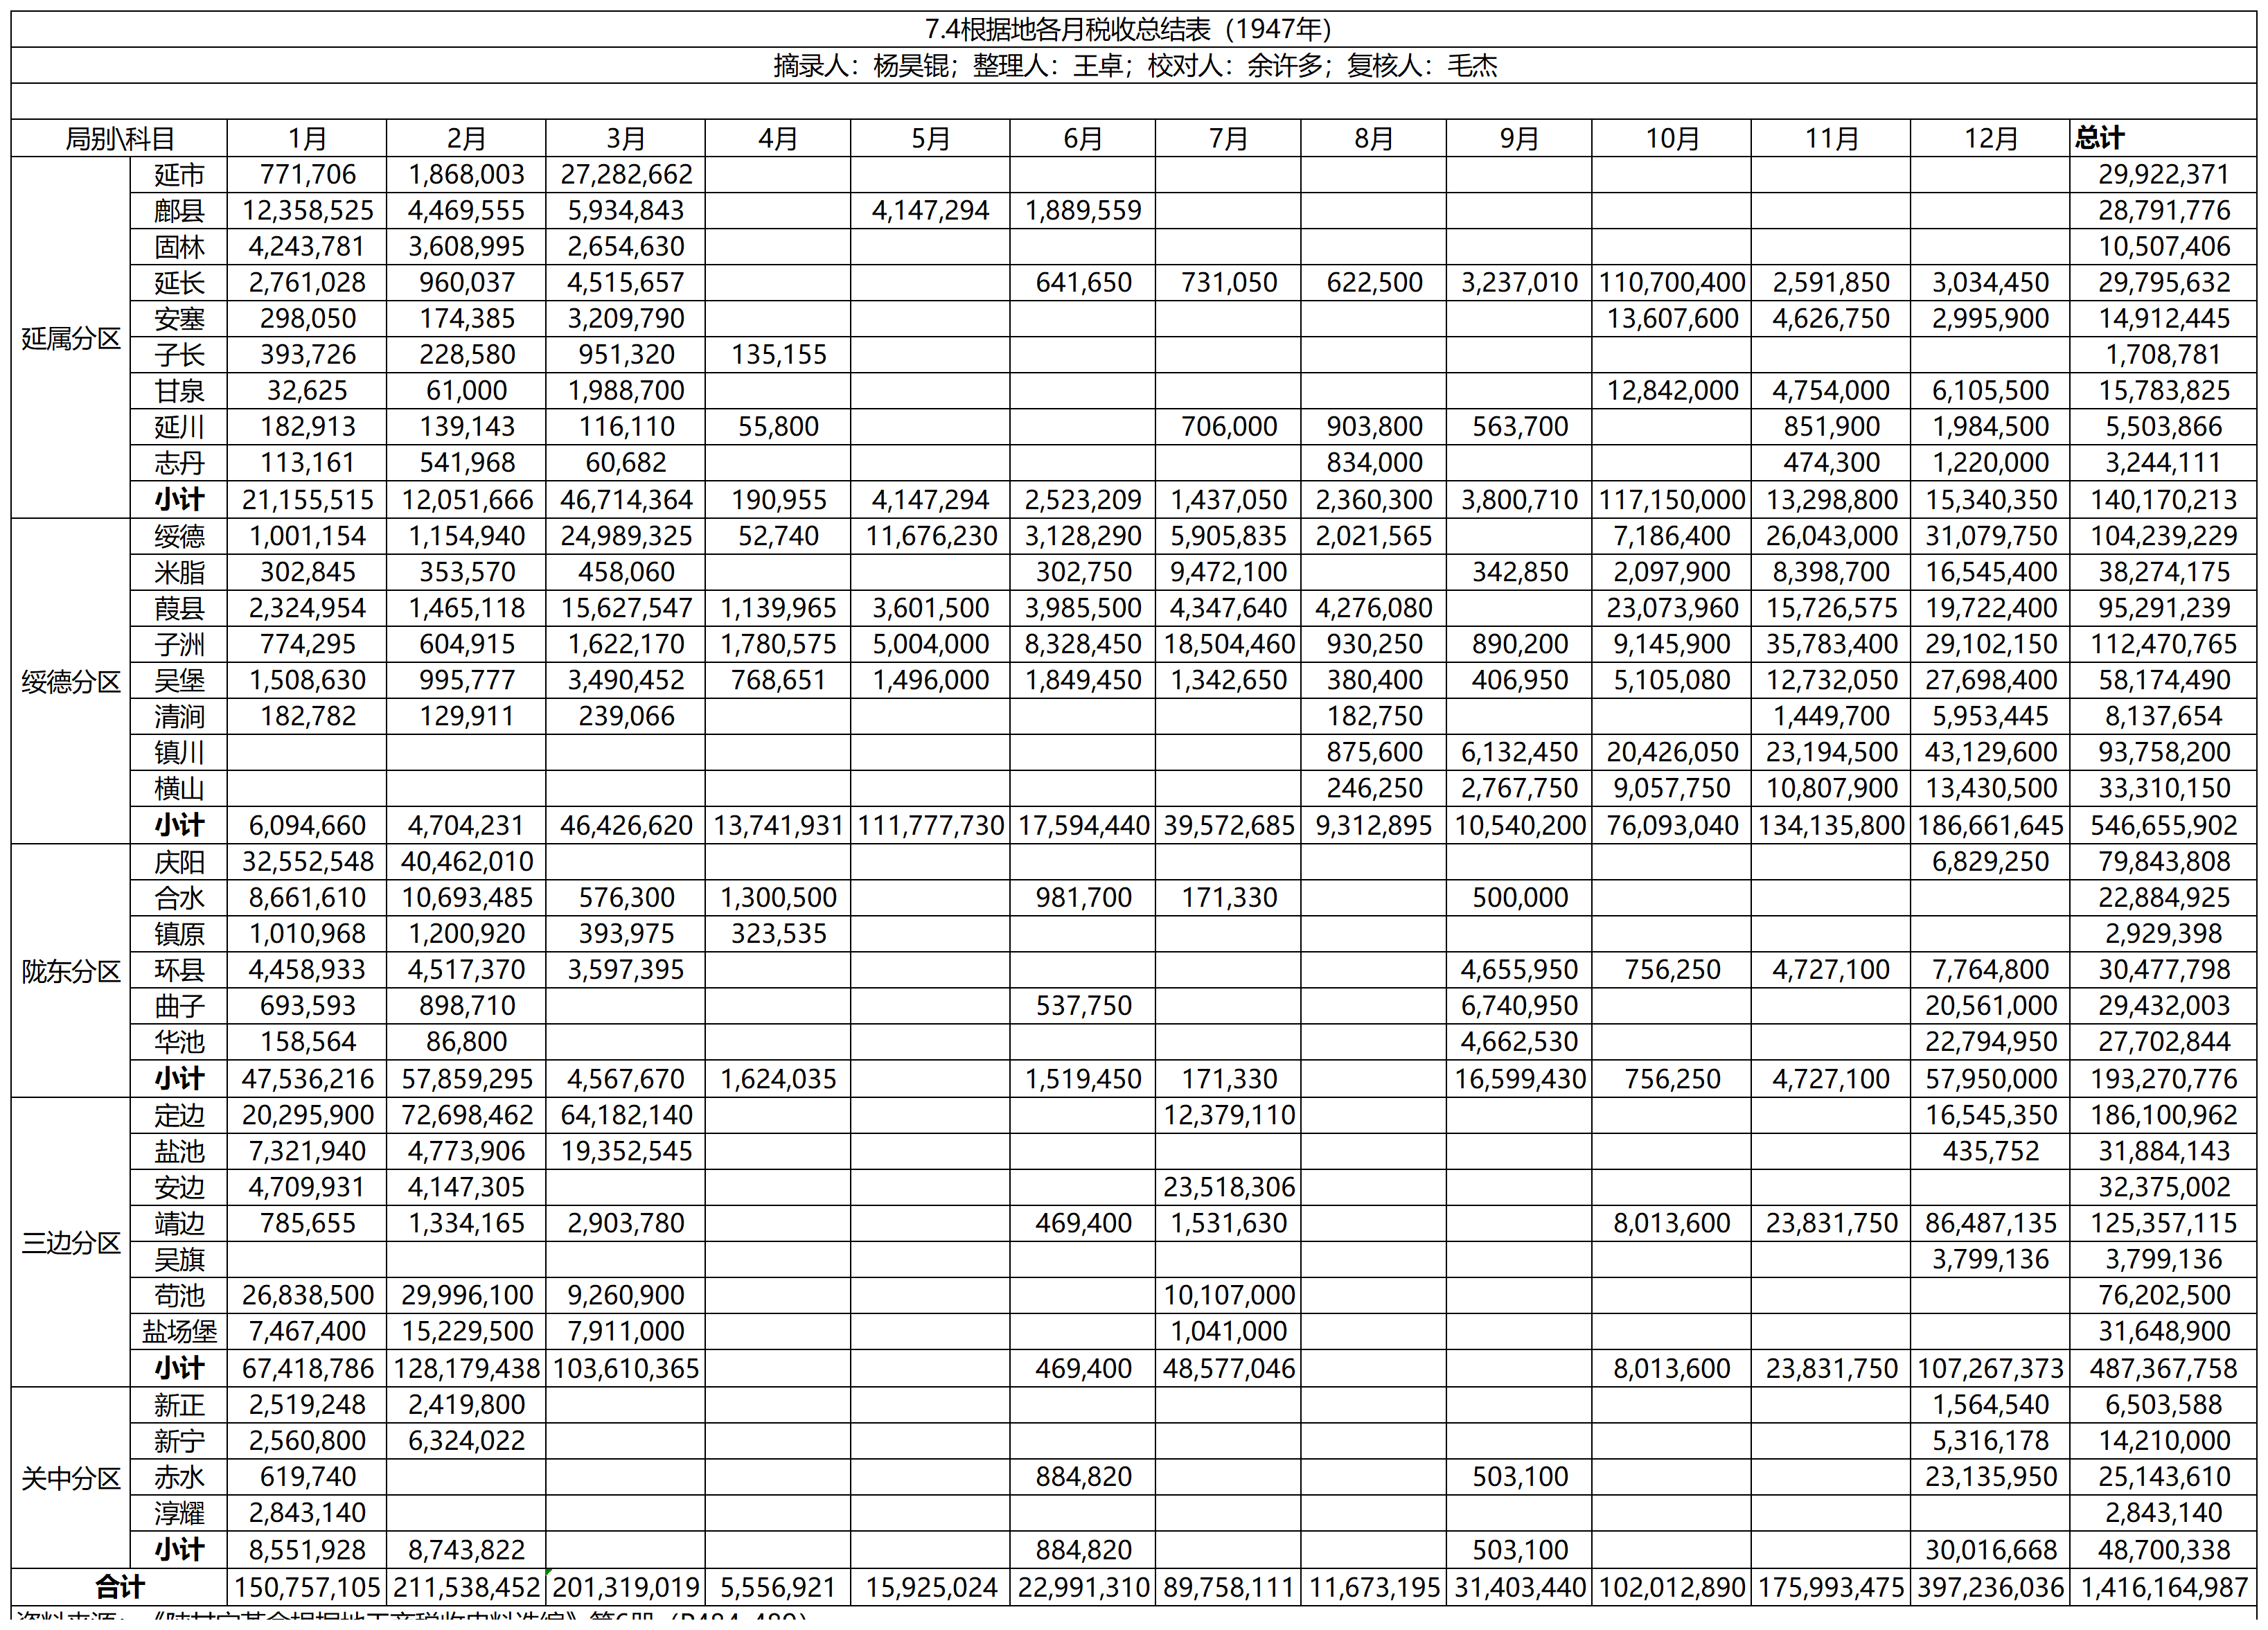 7.4根据地各月税收总结表（1947年）
摘录人：杨昊锟；整理人：王卓；校对人：余许多；复核人：毛杰
局别\科目 1月 2月 3月 4月 5月 6月 7月 8月 9月 10月 11月 12月 总计
延市 771,706 1,868,003 27,282,662 29,922,371
鄜县 12,358,525 4,469,555 5,934,843 4,147,294 1,889,559 28,791,776
固林 4,243,781 3,608,995 2,654,630 10,507,406
延长 2,761,028 960,037 4,515,657 641,650 731,050 622,500 3,237,010 110,700,400 2,591,850 3,034,450 29,795,632
延属分区 安塞 298,050 174,385 3,209,790 13,607,600 4,626,750 2,995,900 14,912,445
子长 393,726 228,580 951,320 135,155 1,708,781
甘泉 32,625 61,000 1,988,700 12,842,000 4,754,000 6,105,500 15,783,825
延川 182,913 139,143 116,110 55,800 706,000 903,800 563,700 851,900 1,984,500 5,503,866
志丹 113,161 541,968 60,682 834,000 474,300 1,220,000 3,244,111
小计 21,155,515 12,051,666 46,714,364 190,955 4,147,294 2,523,209 1,437,050 2,360,300 3,800,710 117,150,000 13,298,800 15,340,350 140,170,213
绥德 1,001,154 1,154,940 24,989,325 52,740 11,676,230 3,128,290 5,905,835 2,021,565 7,186,400 26,043,000 31,079,750 104,239,229
米脂 302,845 353,570 458,060 302,750 9,472,100 342,850 2,097,900 8,398,700 16,545,400 38,274,175
葭县 2,324,954 1,465,118 15,627,547 1,139,965 3,601,500 3,985,500 4,347,640 4,276,080 23,073,960 15,726,575 19,722,400 95,291,239
子洲 774,295 604,915 1,622,170 1,780,575 5,004,000 8,328,450 18,504,460 930,250 890,200 9,145,900 35,783,400 29,102,150 112,470,765
绥德分区 吴堡 1,508,630 995,777 3,490,452 768,651 1,496,000 1,849,450 1,342,650 380,400 406,950 5,105,080 12,732,050 27,698,400 58,174,490
清涧 182,782 129,911 239,066 182,750 1,449,700 5,953,445 8,137,654
镇川 875,600 6,132,450 20,426,050 23,194,500 43,129,600 93,758,200
横山 246,250 2,767,750 9,057,750 10,807,900 13,430,500 33,310,150
小计 6,094,660 4,704,231 46,426,620 13,741,931 111,777,730 17,594,440 39,572,685 9,312,895 10,540,200 76,093,040 134,135,800 186,661,645 546,655,902
庆阳 32,552,548 40,462,010 6,829,250 79,843,808
合水 8,661,610 10,693,485 576,300 1,300,500 981,700 171,330 500,000 22,884,925
镇原 1,010,968 1,200,920 393,975 323,535 2,929,398
陇东分区 环县 4,458,933 4,517,370 3,597,395 4,655,950 756,250 4,727,100 7,764,800 30,477,798
曲子 693,593 898,710 537,750 6,740,950 20,561,000 29,432,003
华池 158,564 86,800 4,662,530 22,794,950 27,702,844
小计 47,536,216 57,859,295 4,567,670 1,624,035 1,519,450 171,330 16,599,430 756,250 4,727,100 57,950,000 193,270,776
定边 20,295,900 72,698,462 64,182,140 12,379,110 16,545,350 186,100,962
盐池 7,321,940 4,773,906 19,352,545 435,752 31,884,143
安边 4,709,931 4,147,305 23,518,306 32,375,002
三边分区 靖边 785,655 1,334,165 2,903,780 469,400 1,531,630 8,013,600 23,831,750 86,487,135 125,357,115
吴旗 3,799,136 3,799,136
苟池 26,838,500 29,996,100 9,260,900 10,107,000 76,202,500
盐场堡 7,467,400 15,229,500 7,911,000 1,041,000 31,648,900
小计 67,418,786 128,179,438 103,610,365 469,400 48,577,046 8,013,600 23,831,750 107,267,373 487,367,758
新正 2,519,248 2,419,800 1,564,540 6,503,588
新宁 2,560,800 6,324,022 5,316,178 14,210,000
关中分区 赤水 619,740 884,820 503,100 23,135,950 25,143,610
淳耀 2,843,140 2,843,140
小计 8,551,928 8,743,822 884,820 503,100 30,016,668 48,700,338
合计 150,757,105 211,538,452 201,319,019 5,556,921 15,925,024 22,991,310 89,758,111 11,673,195 31,403,440 102,012,890 175,993,475 397,236,036 1,416,164,987
资料来源：《陕甘宁革命根据地工商税收史料选编》第6册（P484-489）